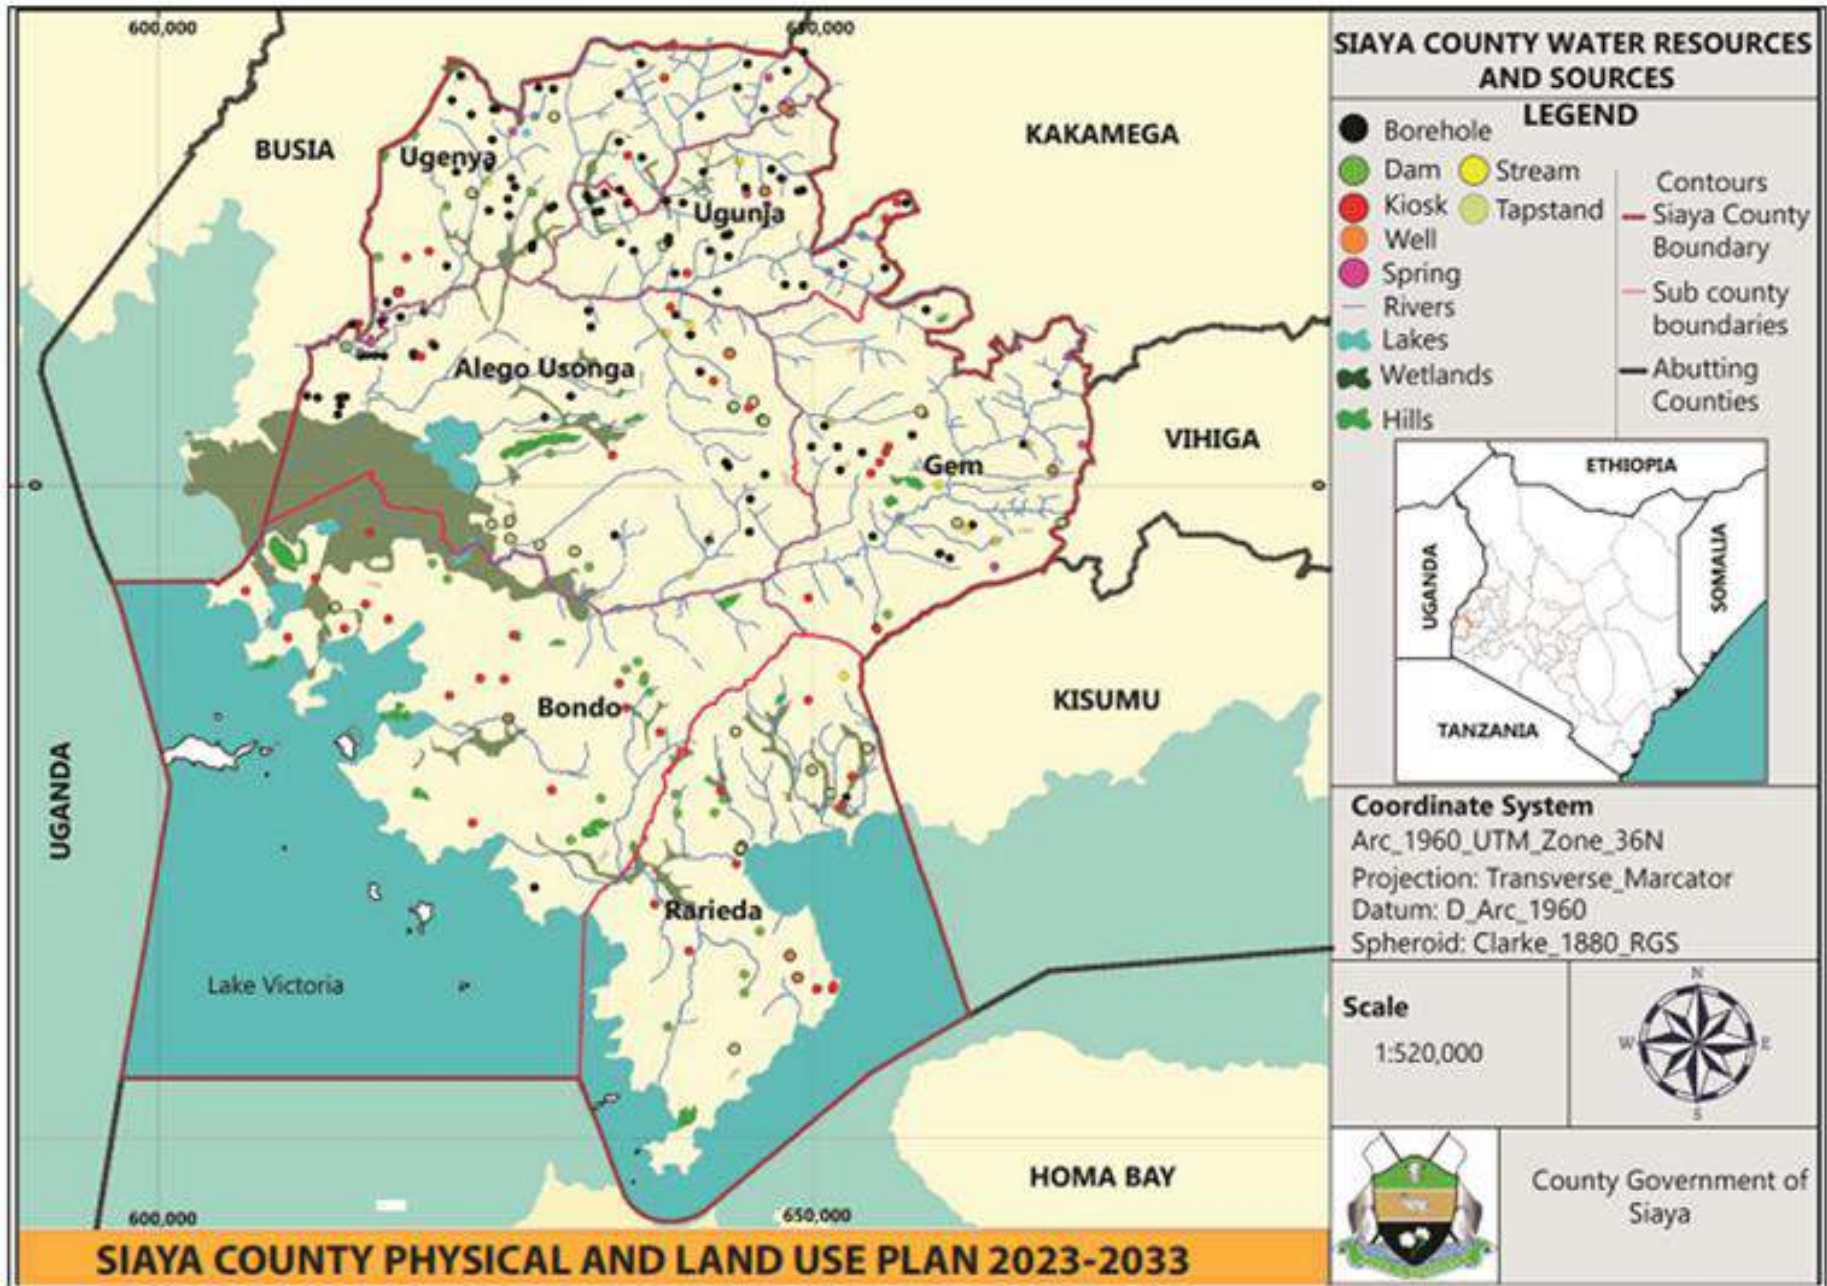 600,000
650,000
BUSIA
KAKAMEGA
Ugenya
Ugunja
Alego Usonga
VIHIGA
Gem
0
0
Bondo
KISUMU
UGANDA
Rarieda
Lake Victoria
HOMA BAY
600,000
650,000
SIAYA COUNTY PHYSICAL AND LAND USE PLAN 2023-2033
SIAYA COUNTY WATER RESOURCES
AND SOURCES
LEGEND
Borehole
Dam
Stream
Kiosk
Tapstand
Well
Spring
Rivers
Lakes
Wetlands
Hills
Contours
Siaya County
Boundary
Sub county
boundaries
Abutting
Counties
ETHIOPIA
UGANDA
SOMALIA
TANZANIA
Coordinate System
Arc_1960_UTM_Zone_36N
Projection: Transverse_Marcator
Datum: D_Arc_1960
Spheroid: Clarke_1880_RGS
Scale
1:520,000
N
W
E
S
County Government of
Siaya